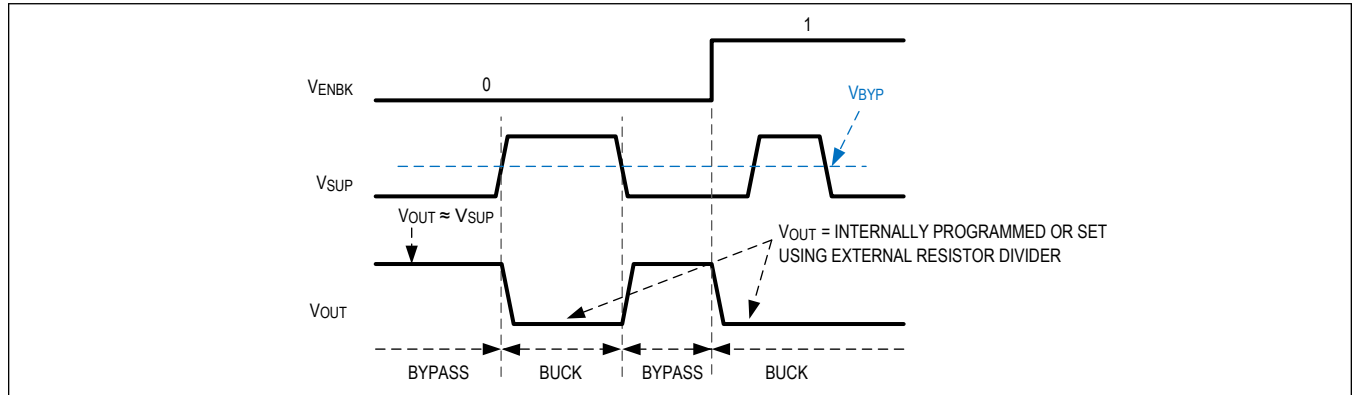 1
VENBK
0
VBYP
VSUP
VOUT ≈ VSUP
VOUT = INTERNALLY PROGRAMMED OR SET
USING EXTERNAL RESISTOR DIVIDER
VOUT
BYPASS BUCK BYPASS BUCK